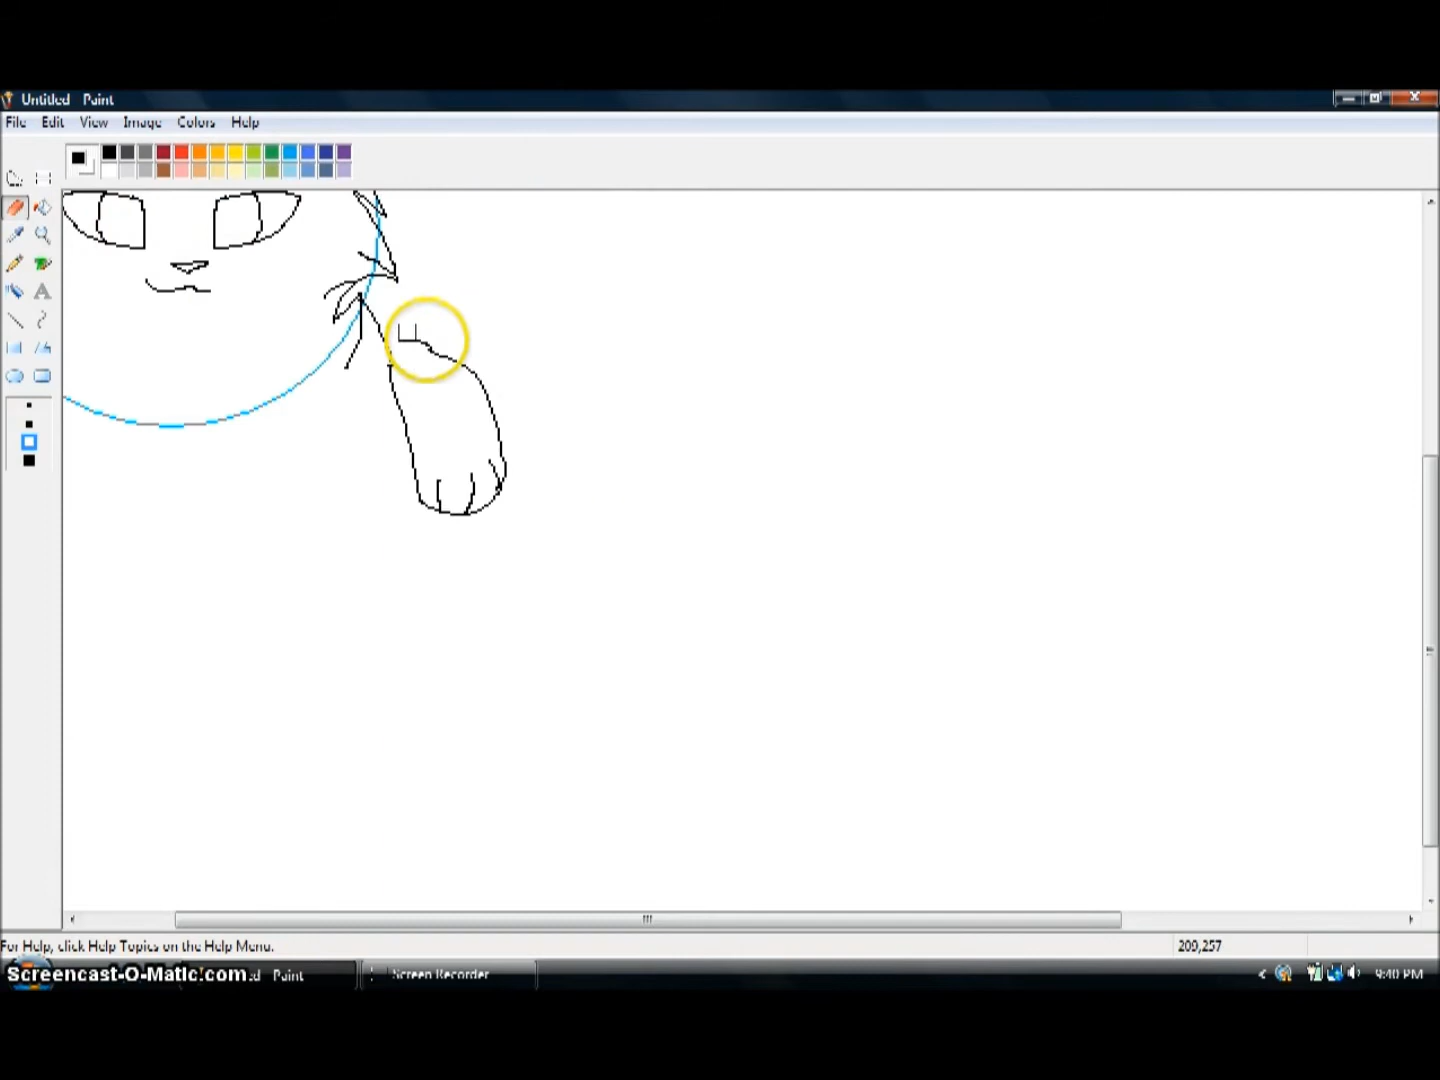 Untitled Paint
File Edit View Image Colors Help
A
For Help, click Help Topics on the Help Menu.
209,257
Screencast-O-Matic.com
Paint
Screen Recorder
9:40 PM